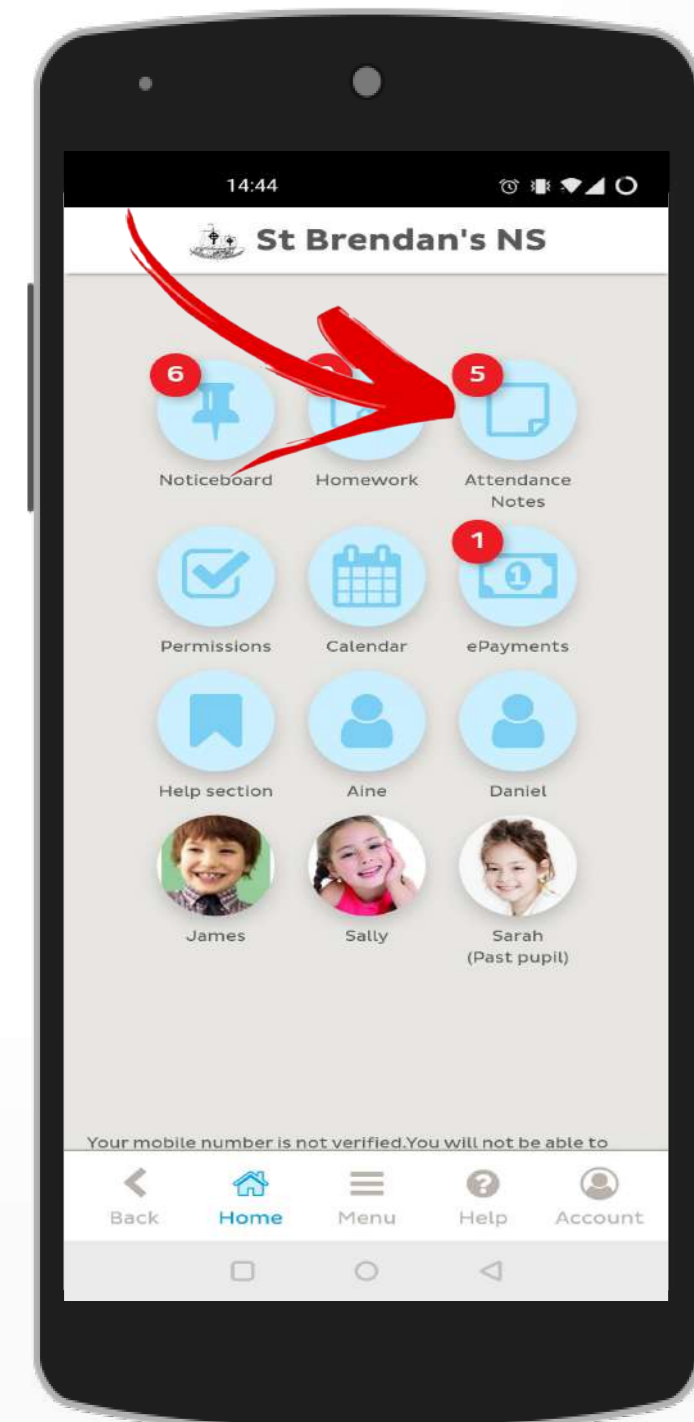 14:44
St Brendan's NS
6
5
Noticeboard
Homework
Attendance
Notes
1
1
Permissions
Calendar
ePayments
Help section
Aine
Daniel
James
Sally
Sarah
(Past pupil)
Your mobile number is not verified.You will not be able to
Back
Home
Menu
Help
Account